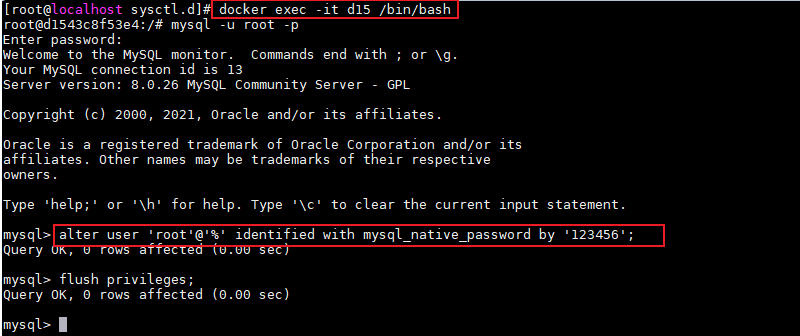 [root@localhost sysctl.d]# docker exec -it d15 /bin/bash
root@d1543c8f53e4:/# mysql -u root -p
Enter password:
Welcome to the MySQL monitor.  Commands end with ; or \g.
Your MySQL connection id is 13
Server version: 8.0.26 MySQL Community Server - GPL
Copyright (c) 2000, 2021, Oracle and/or its affiliates.
Oracle is a registered trademark of Oracle Corporation and/or its
affiliates. Other names may be trademarks of their respective
owners.
Type 'help;' or '\h' for help. Type '\c' to clear the current input statement.
mysql> alter user 'root'@'%' identified with mysql_native_password by '123456';
Query OK, 0 rows affected (0.00 sec)
mysql> flush privileges;
Query OK, 0 rows affected (0.00 sec)
mysql>